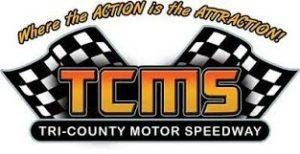 Where the ACTION is the ATTRACTION!
TCMS
TRI-COUNTY MOTOR SPEEDWAY